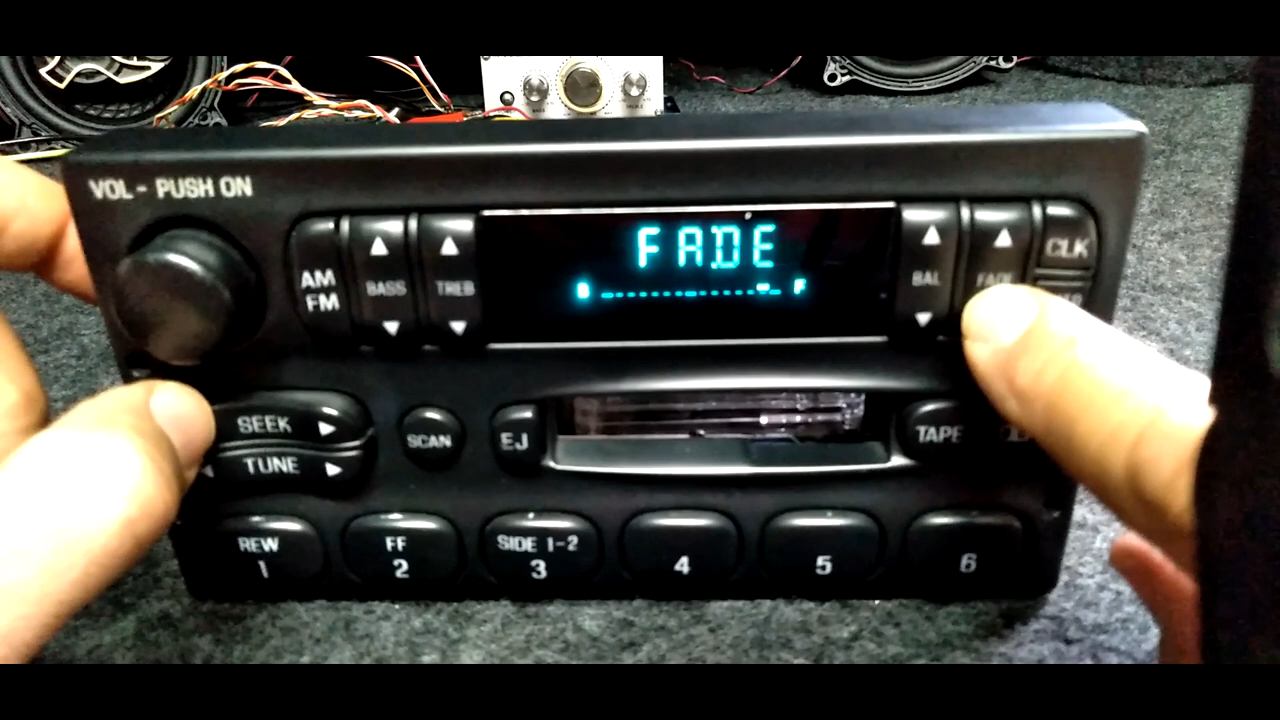 VOL - PUSH ON
AM
FM
BASS
TREB
FADE
B F
BAL
FADE
CLK
SEEK
TUNE
SCAN
EJ
TAPE
REW
1
FF
2
SIDE 1-2
3
4
5
6